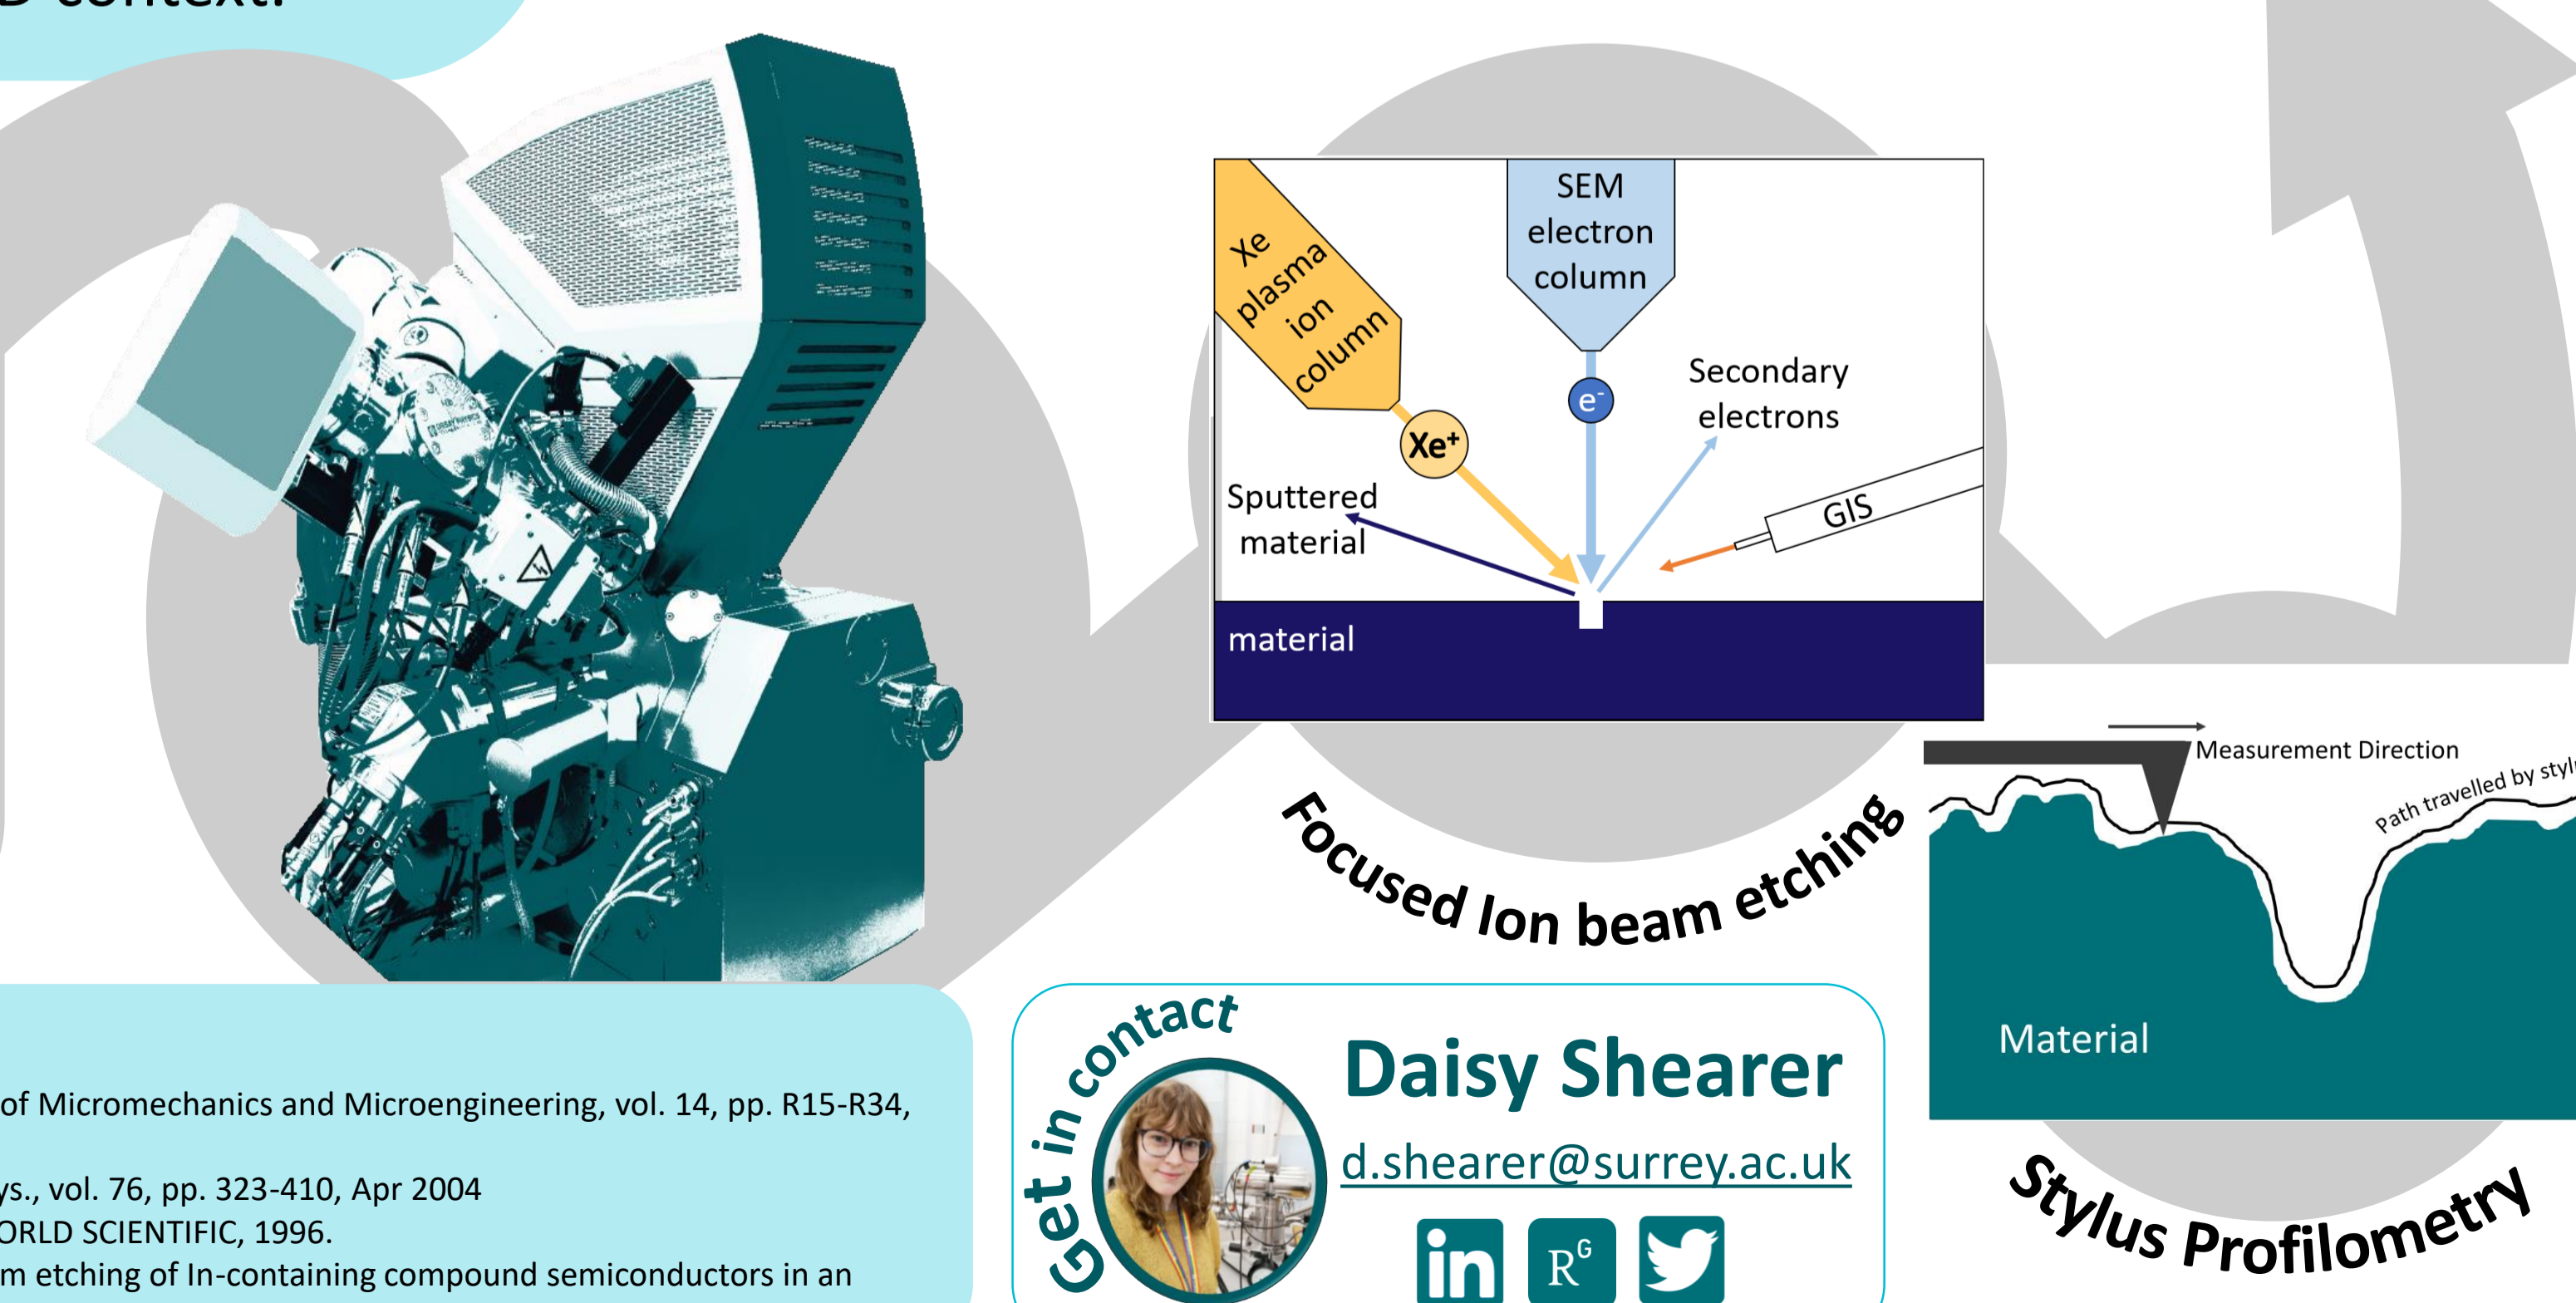 context.
Xe
plasma
ion
column
SEM
electron
column
Secondary
electrons
e-
Xe+
Sputtered
material
GIS
material
Focused Ion beam etching
Measurement Direction
Path travelled by
Material
Stylus Profilometry
of Micromechanics and Microengineering, vol. 14, pp. R15-R34,
vol. 76, pp. 323-410, Apr 2004
SCIENTIFIC, 1996.
etching of In-containing compound semiconductors in an
Get in contact
Daisy Shearer
d.shearer@surrey.ac.uk
in
RG